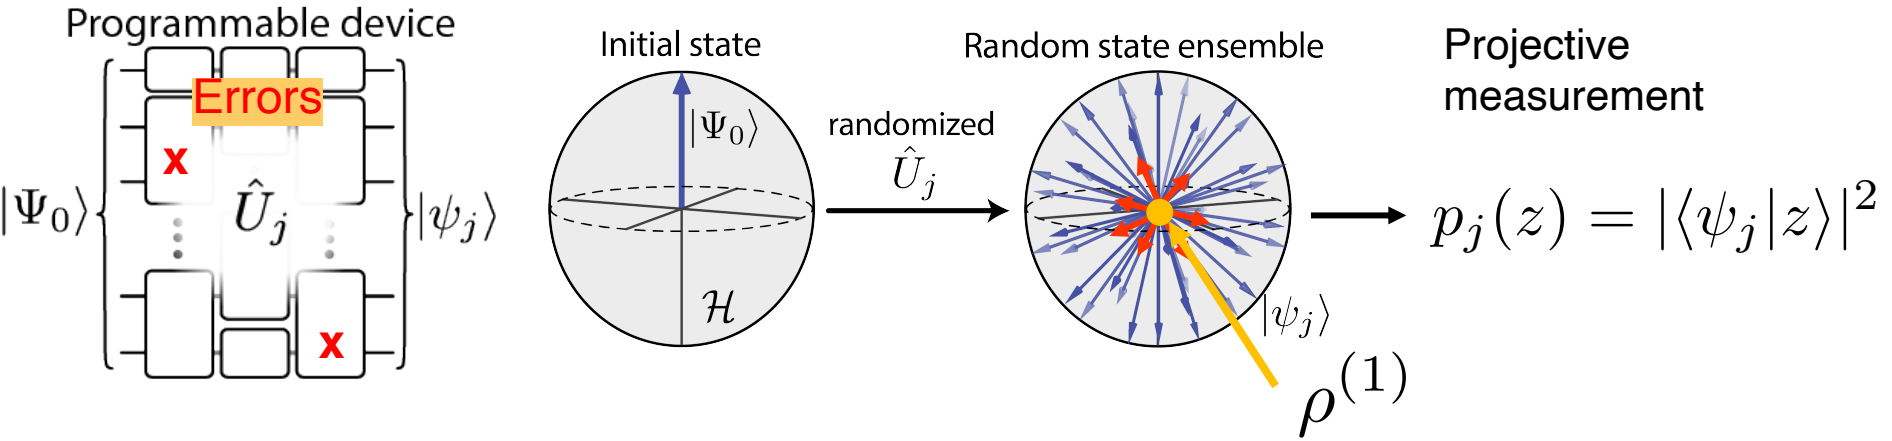 Programmable device
Errors
x
|Ψ₀⟩
Û_j
|ψ_j⟩
x
Initial state
|Ψ₀⟩
ℋ
randomized
Û_j
Random state ensemble
|ψ_j⟩
ρ⁽¹⁾
Projective
measurement
p_j(z) = |⟨ψ_j|z⟩|²